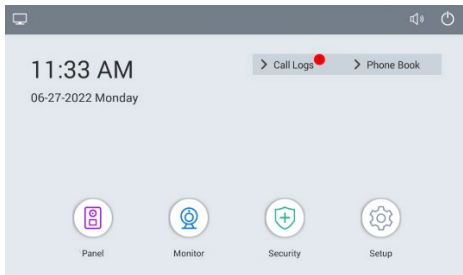 11:33 AM
06-27-2022 Monday
Call Logs
Phone Book
Panel
Monitor
Security
Setup